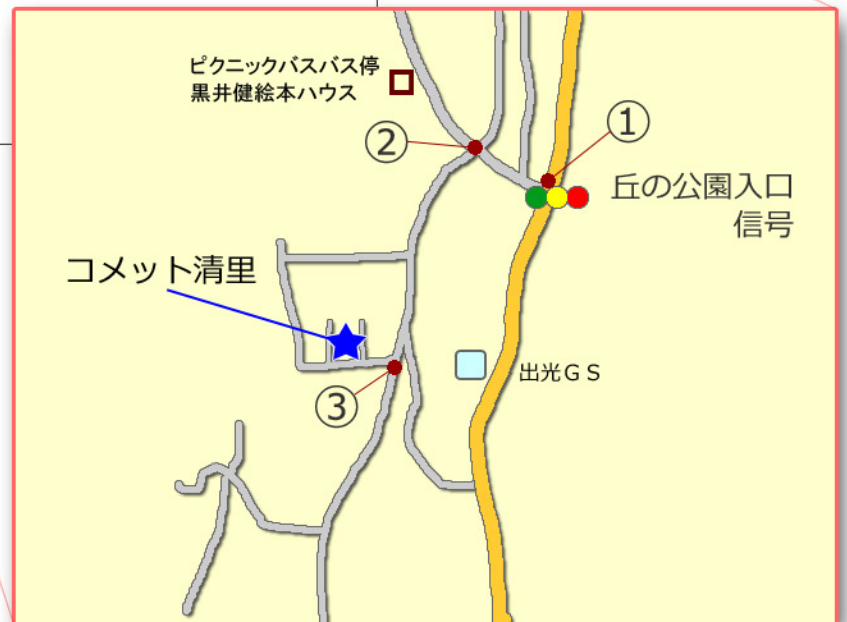 ピクニックバスバス停
黒井健絵本ハウス
①
②
丘の公園入口
信号
コメット清里
出光ＧＳ
③